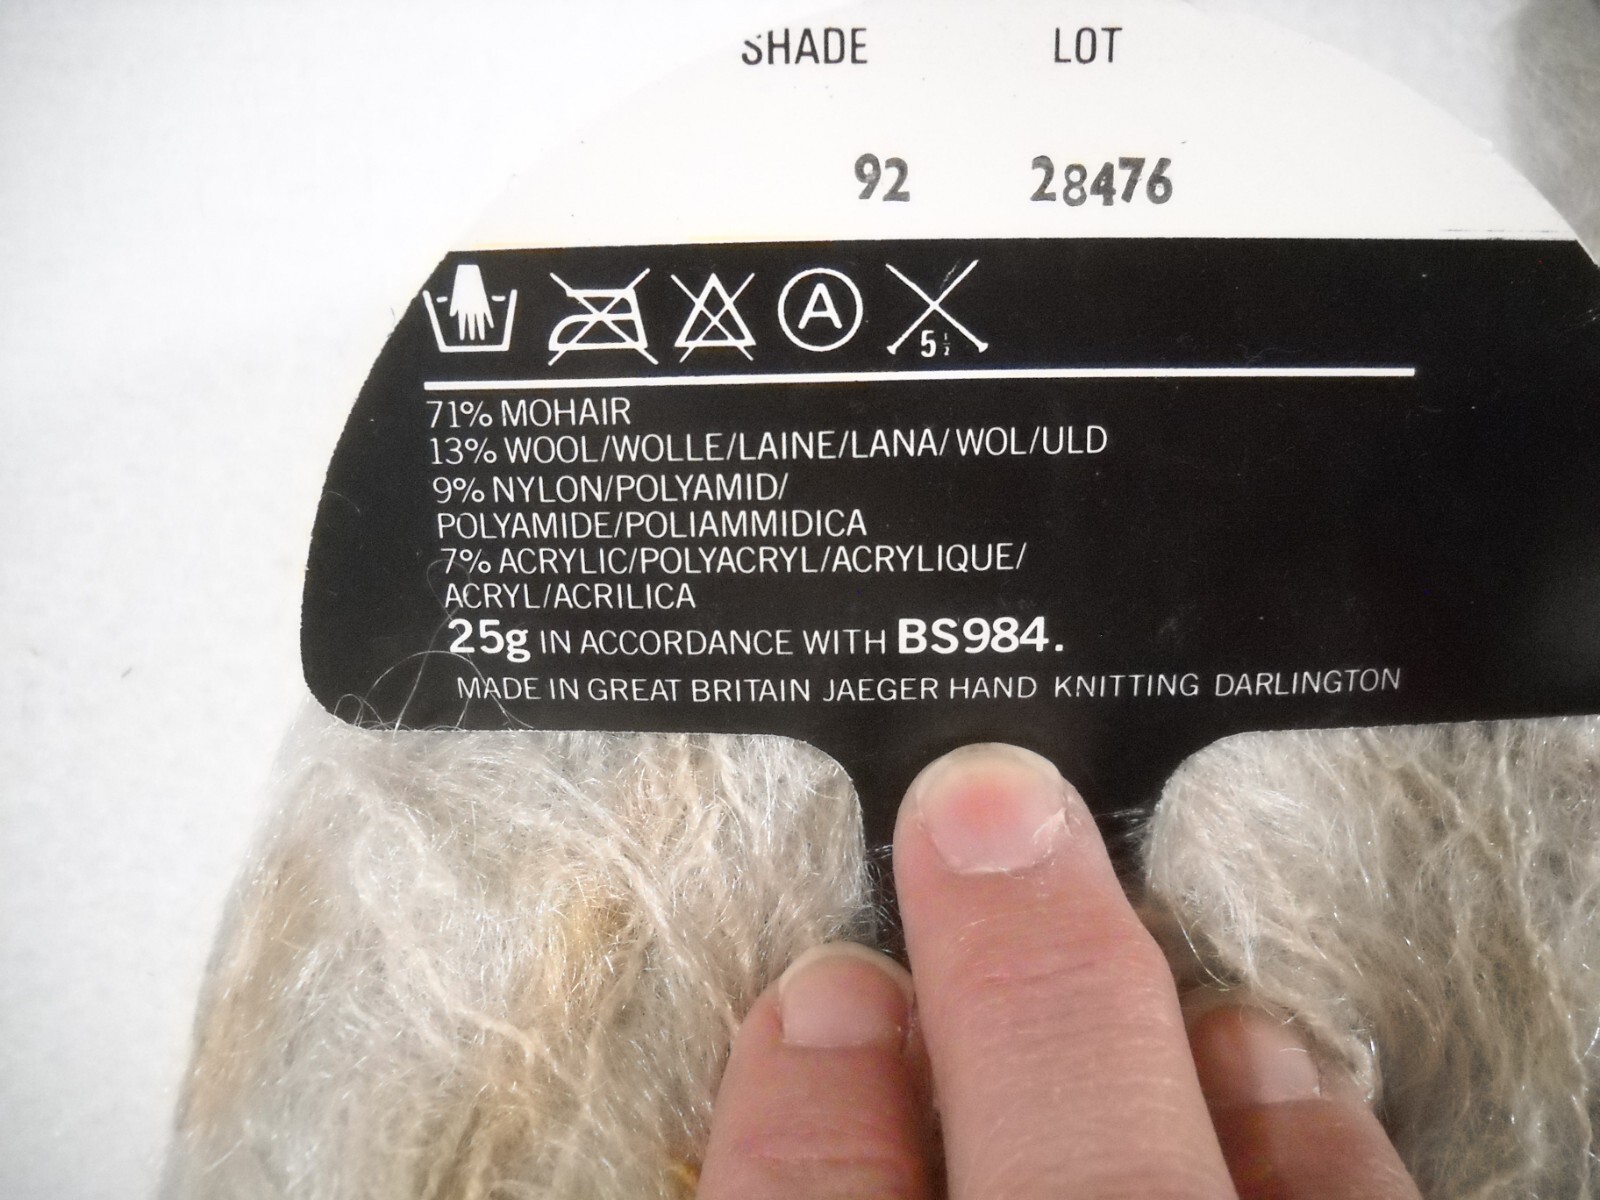 SHADE LOT
92 28476
A 5 1/2
71% MOHAIR
13% WOOL/WOLLE/LAINE/LANA/WOL/ULD
9% NYLON/POLYAMID/
POLYAMIDE/POLIAMMIDICA
7% ACRYLIC/POLYACRYL/ACRYLIQUE/
ACRYL/ACRILICA
25g IN ACCORDANCE WITH BS984.
MADE IN GREAT BRITAIN JAEGER HAND KNITTING DARLINGTON